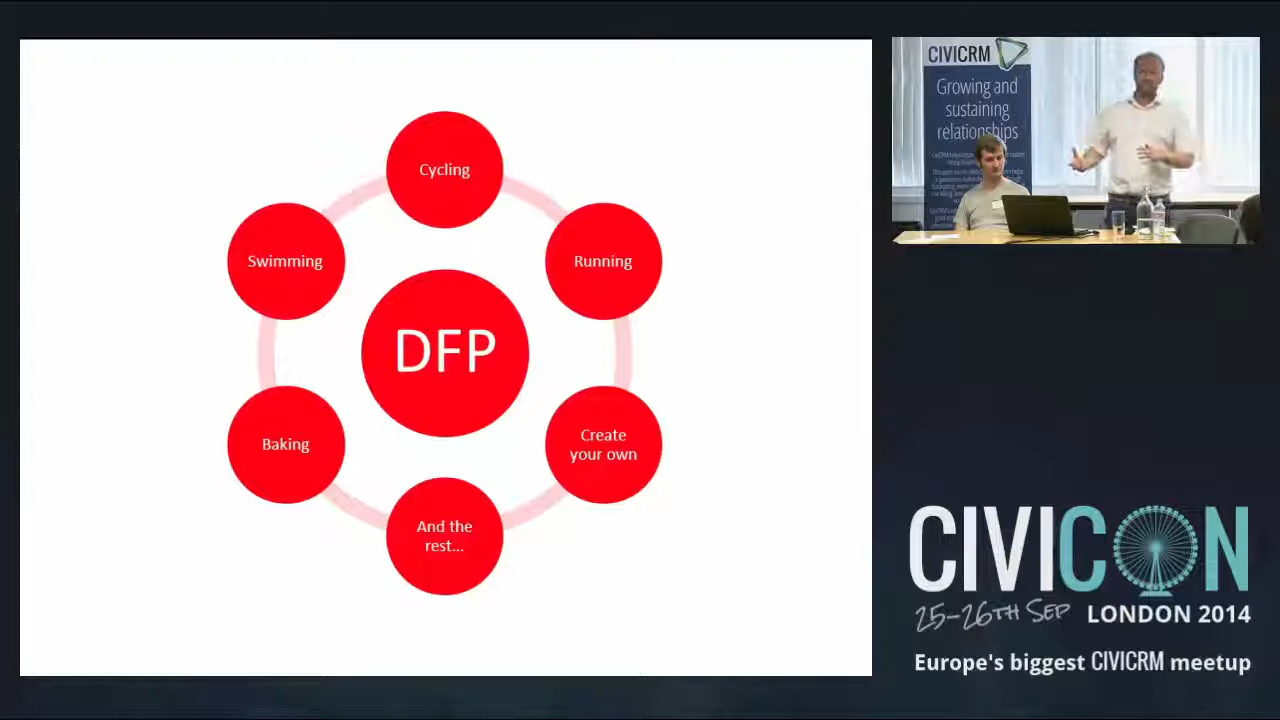 Cycling
Swimming
Running
DFP
Baking
Create
your own
And the
rest...
CIVICRM
Growing and
sustaining
relationships
CIVICON
25-26TH SEP LONDON 2014
Europe's biggest CIVICRM meetup